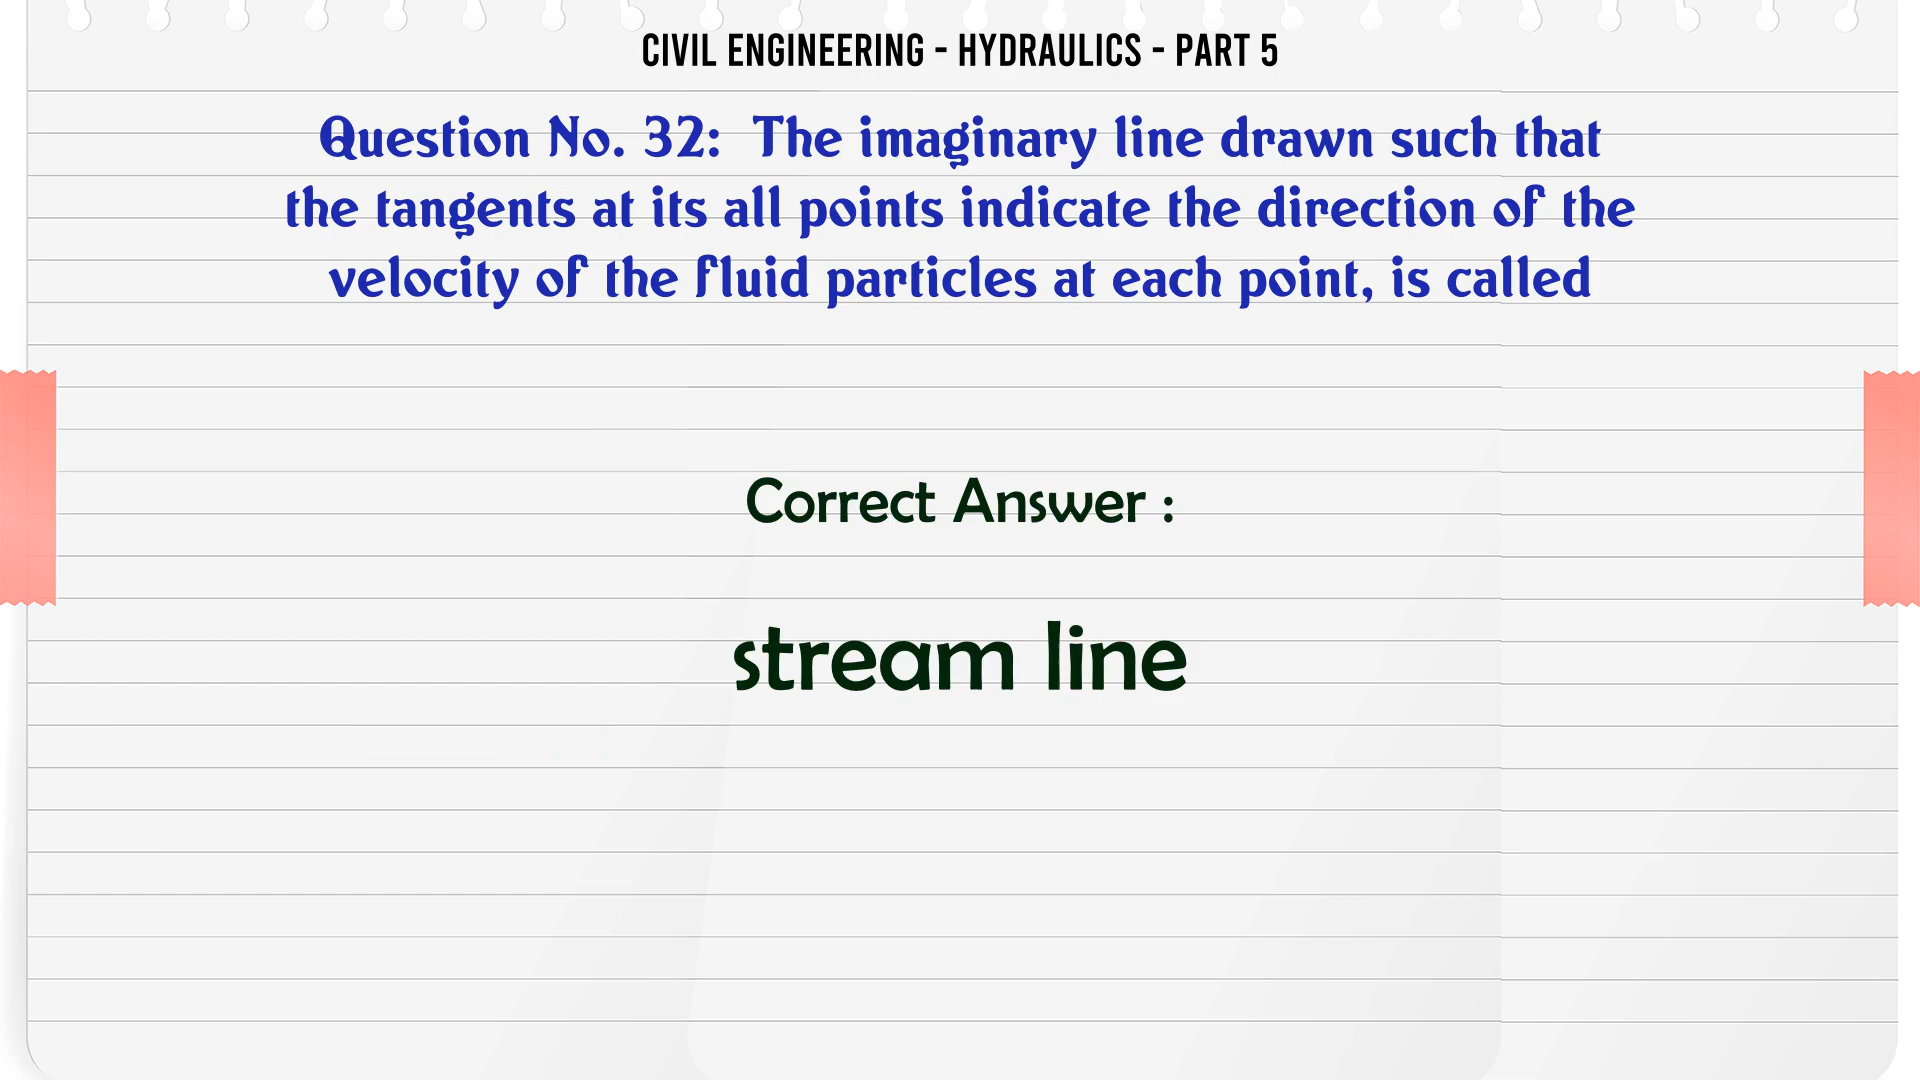 CIVIL ENGINEERING - HYDRAULICS - PART 5
Question No. 32: The imaginary line drawn such that
the tangents at its all points indicate the direction of the
velocity of the fluid particles at each point, is called
Correct Answer :
stream line